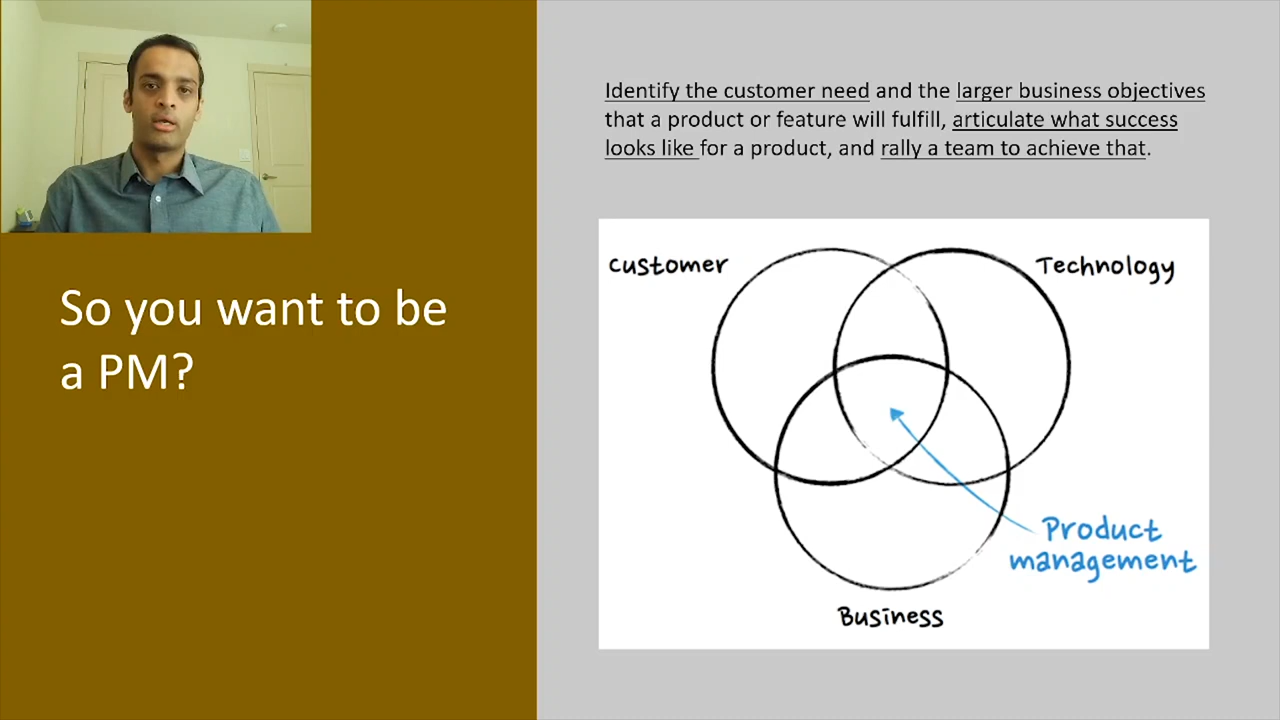 So you want to be
a PM?
Identify the customer need and the larger business objectives
that a product or feature will fulfill, articulate what success
looks like for a product, and rally a team to achieve that.
customer
Technology
Product
management
Business